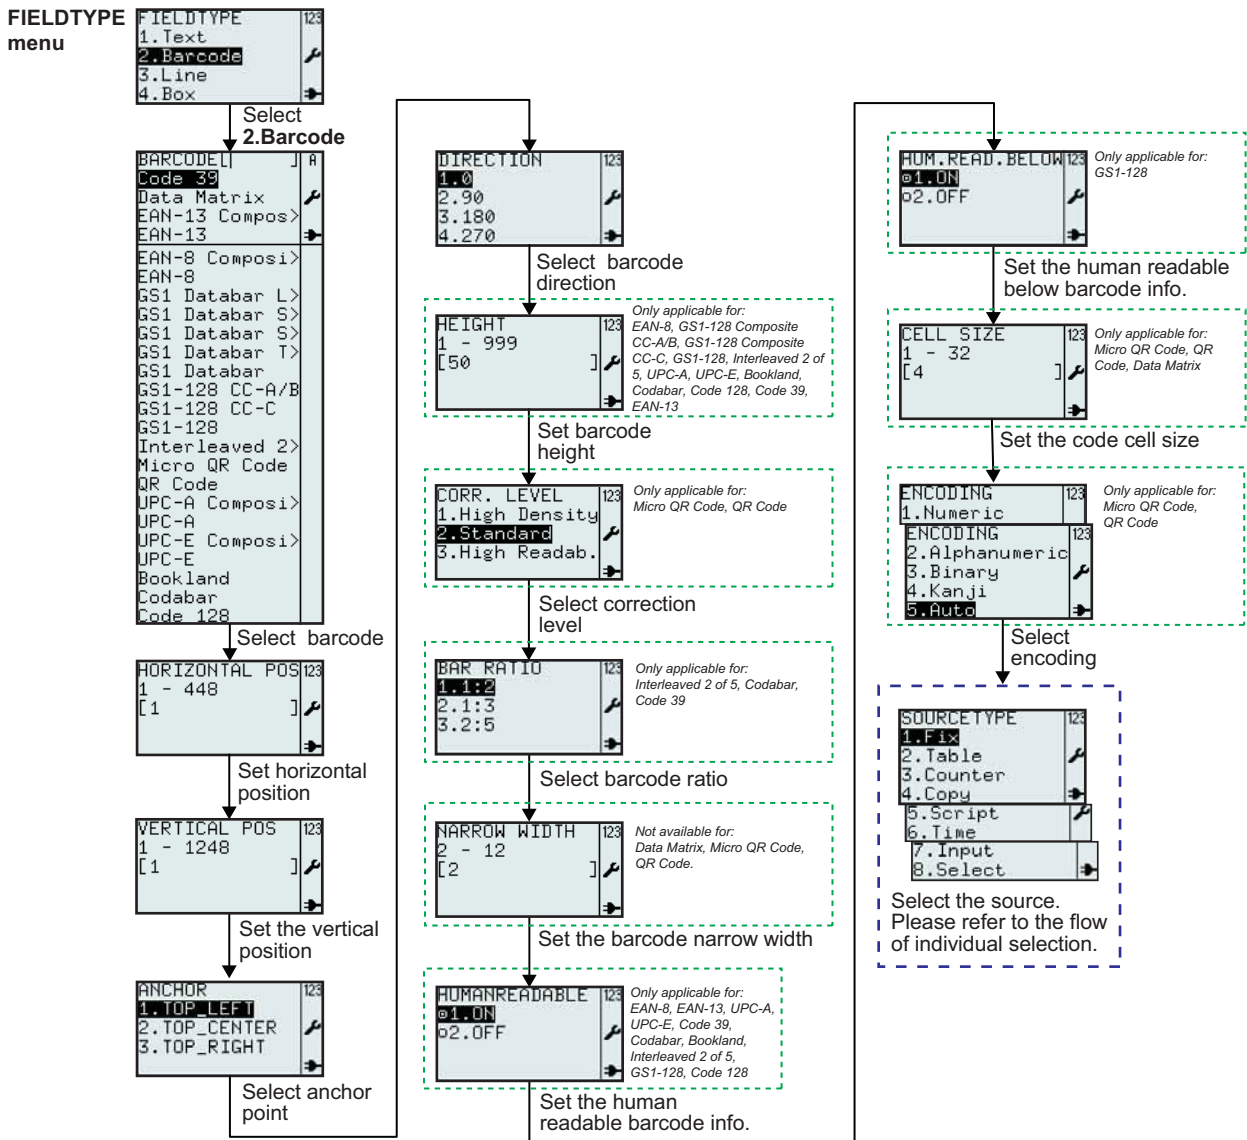 FIELDTYPE
menu
FIELDTYPE 123
1.Text
2.Barcode
3.Line
4.Box
Select
2.Barcode
BARCODE[ ] A
Code 39
Data Matrix
EAN-13 Compos>
EAN-13
EAN-8 Composi>
EAN-8
GS1 Databar L>
GS1 Databar S>
GS1 Databar S>
GS1 Databar T>
GS1 Databar
GS1-128 CC-A/B
GS1-128 CC-C
GS1-128
Interleaved 2>
Micro QR Code
QR Code
UPC-A Composi>
UPC-A
UPC-E Composi>
UPC-E
Bookland
Codabar
Code 128
Select barcode
HORIZONTAL POS 123
1 - 448
[1 ]
Set horizontal
position
VERTICAL POS 123
1 - 1248
[1 ]
Set the vertical
position
ANCHOR 123
1.TOP_LEFT
2.TOP_CENTER
3.TOP_RIGHT
Select anchor
point
DIRECTION 123
1.0
2.90
3.180
4.270
Select barcode
direction
HEIGHT 123
1 - 999
[50 ]
Only applicable for:
EAN-8, GS1-128 Composite
CC-A/B, GS1-128 Composite
CC-C, GS1-128, Interleaved 2 of
5, UPC-A, UPC-E, Bookland,
Codabar, Code 128, Code 39,
EAN-13
Set barcode
height
CORR. LEVEL 123
1.High Density
2.Standard
3.High Readab.
Only applicable for:
Micro QR Code, QR Code
Select correction
level
BAR RATIO 123
1.1:2
2.1:3
3.2:5
Only applicable for:
Interleaved 2 of 5, Codabar,
Code 39
Select barcode ratio
NARROW WIDTH 123
2 - 12
[2 ]
Not available for:
Data Matrix, Micro QR Code,
QR Code.
Set the barcode narrow width
HUMANREADABLE 123
1.ON
2.OFF
Only applicable for:
EAN-8, EAN-13, UPC-A,
UPC-E, Code 39,
Codabar, Bookland,
Interleaved 2 of 5,
GS1-128, Code 128
Set the human
readable barcode info.
HUM.READ.BELOW 123
1.ON
2.OFF
Only applicable for:
GS1-128
Set the human readable
below barcode info.
CELL SIZE 123
1 - 32
[4 ]
Only applicable for:
Micro QR Code, QR
Code, Data Matrix
Set the code cell size
ENCODING 123
1.Numeric
ENCODING 123
2.Alphanumeric
3.Binary
4.Kanji
5.Auto
Only applicable for:
Micro QR Code,
QR Code
Select
encoding
SOURCETYPE 123
1.Fix
2.Table
3.Counter
4.Copy
5.Script
6.Time
7.Input
8.Select
Select the source.
Please refer to the flow
of individual selection.